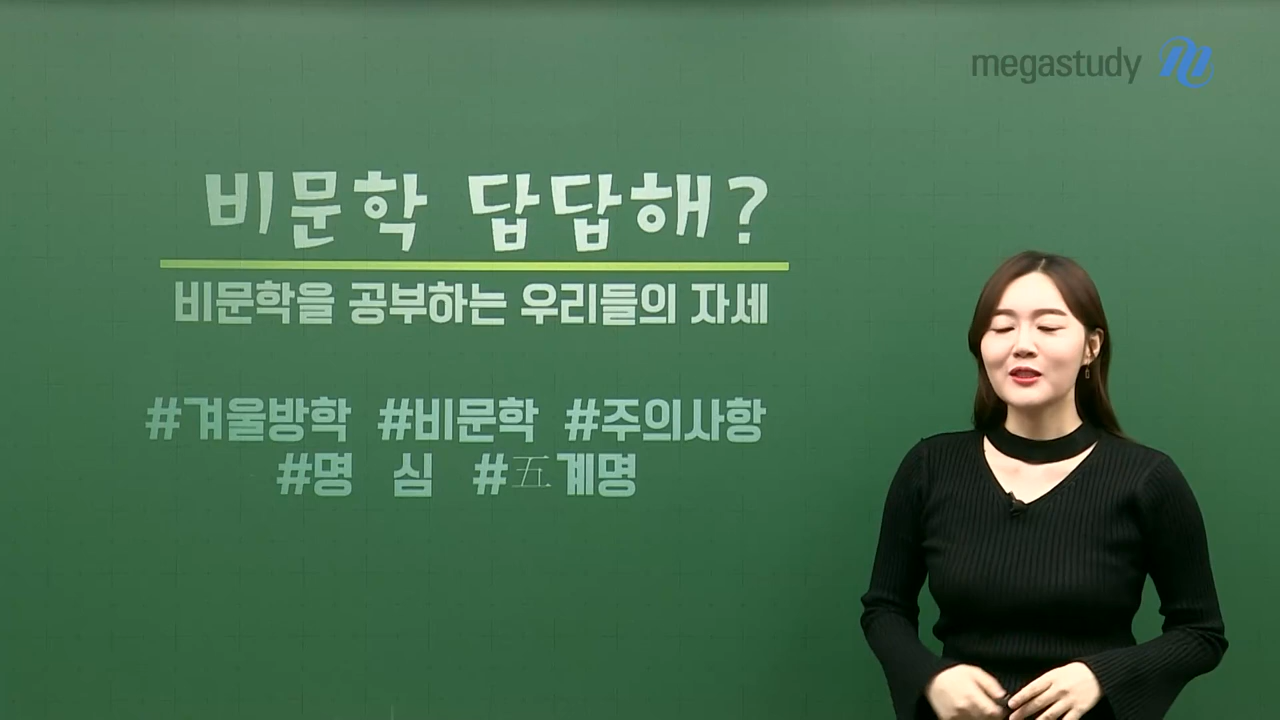 megastudy
비문학 답답해?
비문학을 공부하는 우리들의 자세
#겨울방학 #비문학 #주의사항
#명 심 #五계명